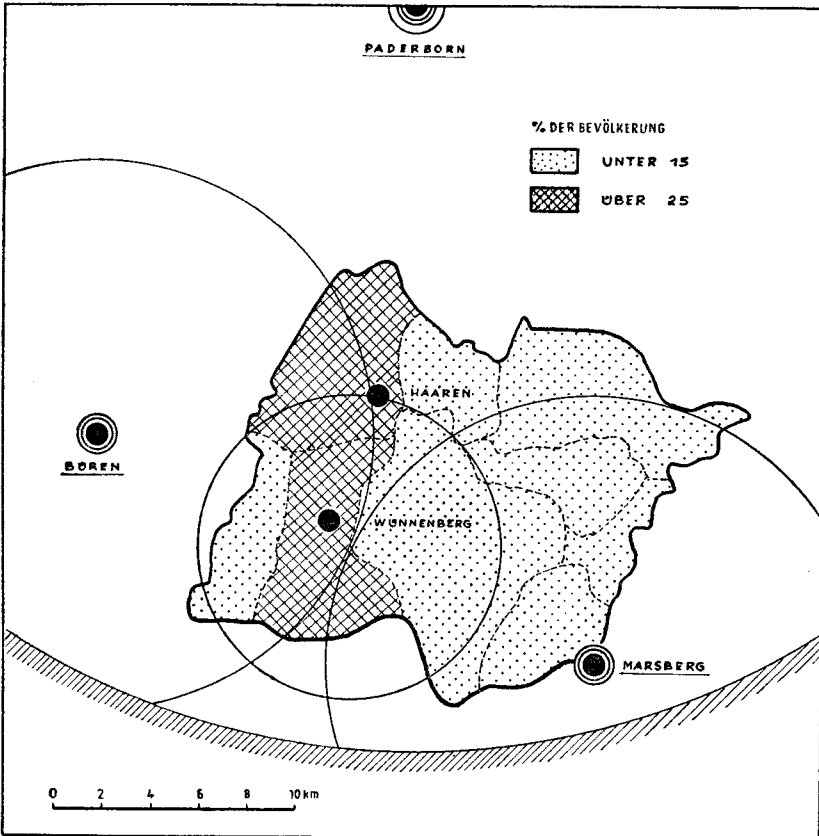 PADERBORN
% DER BEVÖLKERUNG
UNTER 15
ÜBER 25
HAAREN
BÜREN
WÜNNENBERG
MARSBERG
0 2 4 6 8 10 km